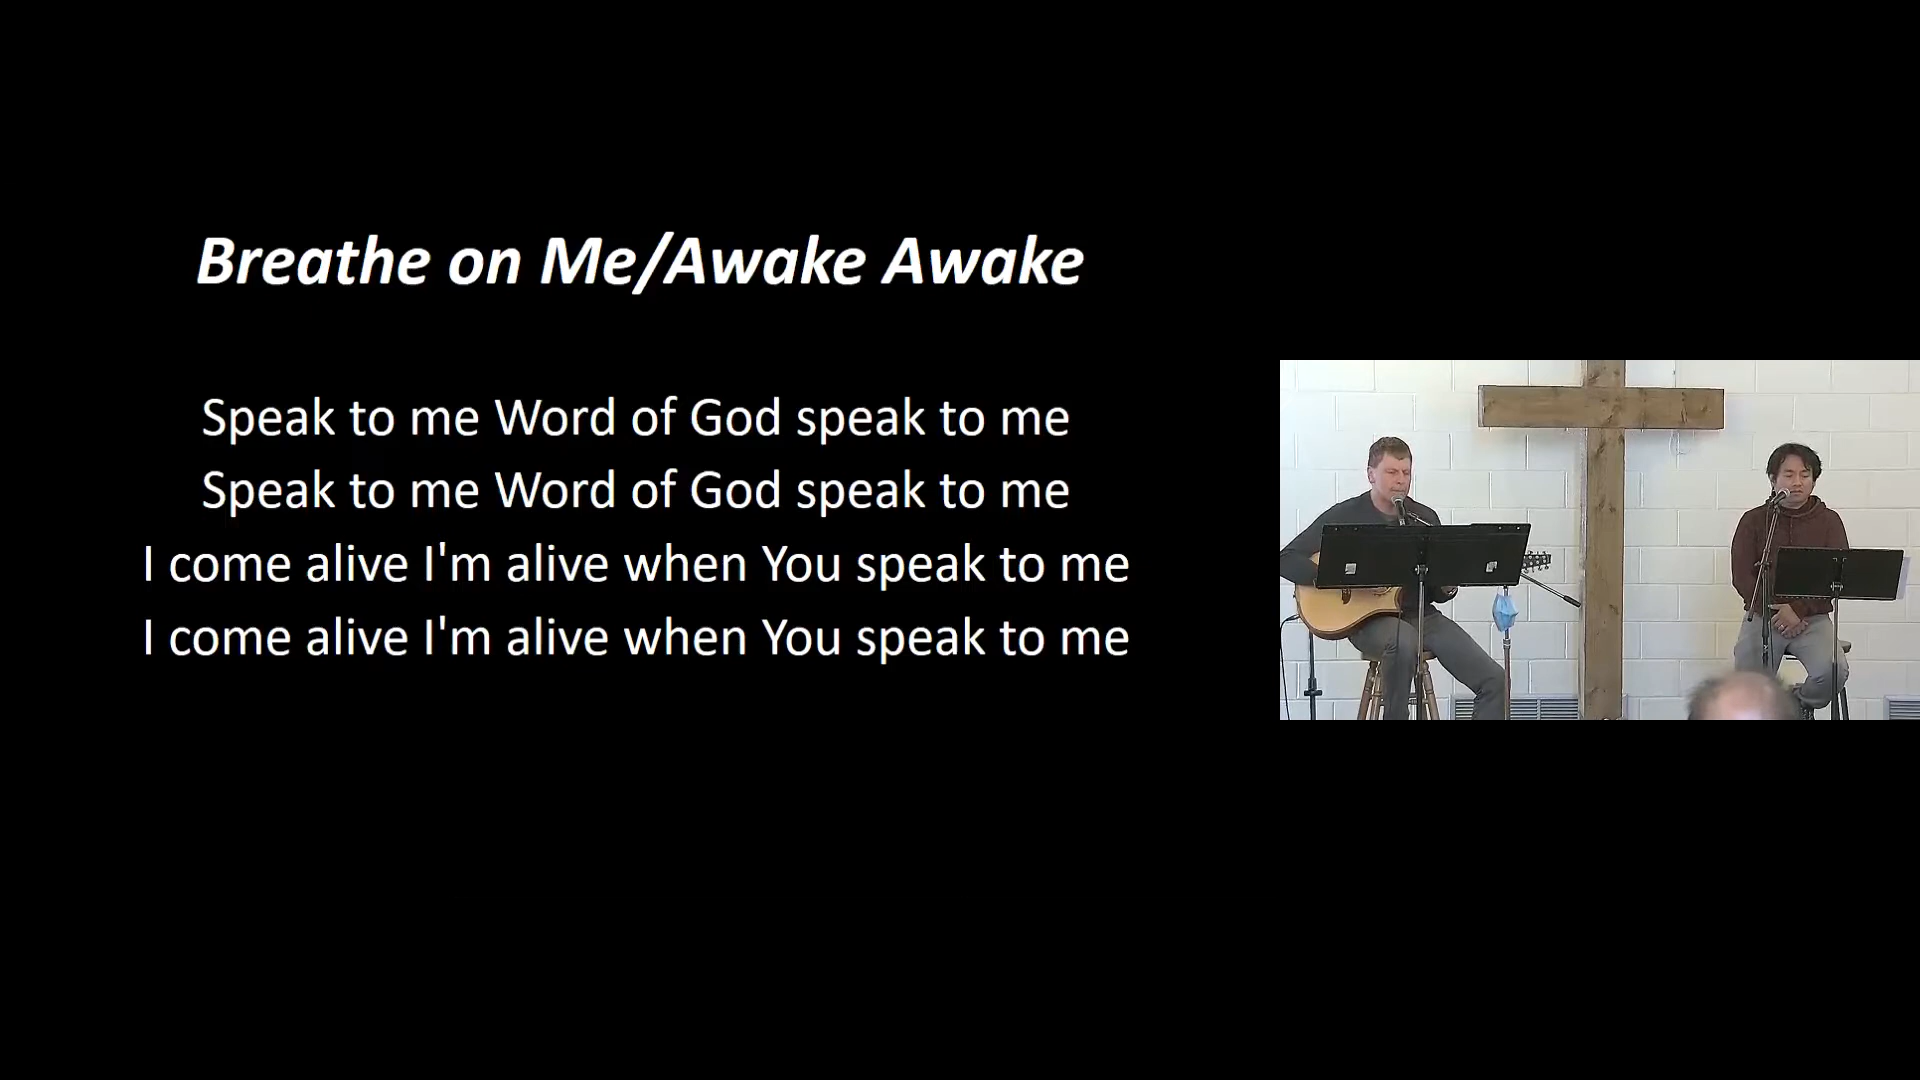 Breathe on Me/Awake Awake
Speak to me Word of God speak to me
Speak to me Word of God speak to me
I come alive I'm alive when You speak to me
I come alive I'm alive when You speak to me